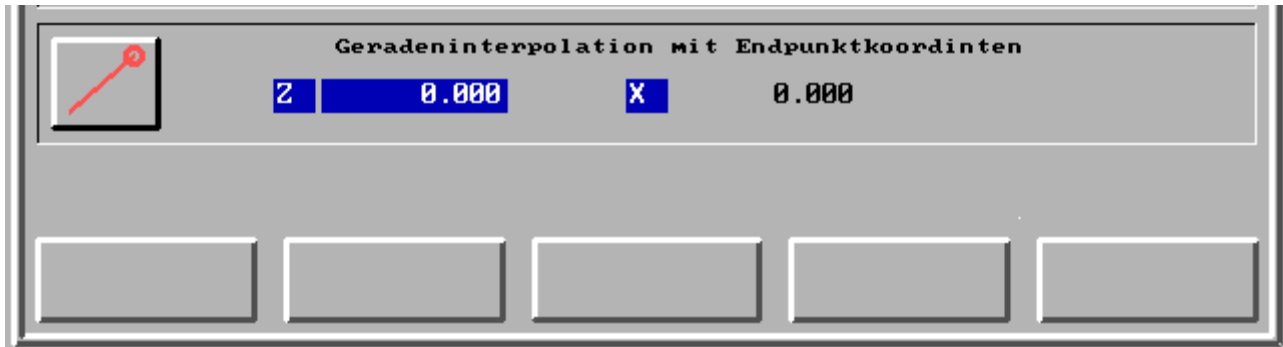 Geradeninterpolation mit Endpunktkoordinten
Z 0.000 X 0.000